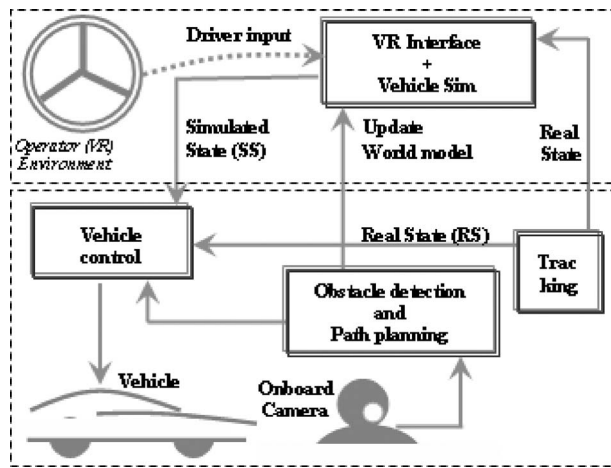 Driver input
VR Interface
+
Vehicle Sim
Operator (VR)
Environment
Simulated
State (SS)
Update
World model
Real
State
Vehicle
control
Real State (RS)
Trac
king
Obstacle detection
and
Path planning
Vehicle
Onboard
Camera